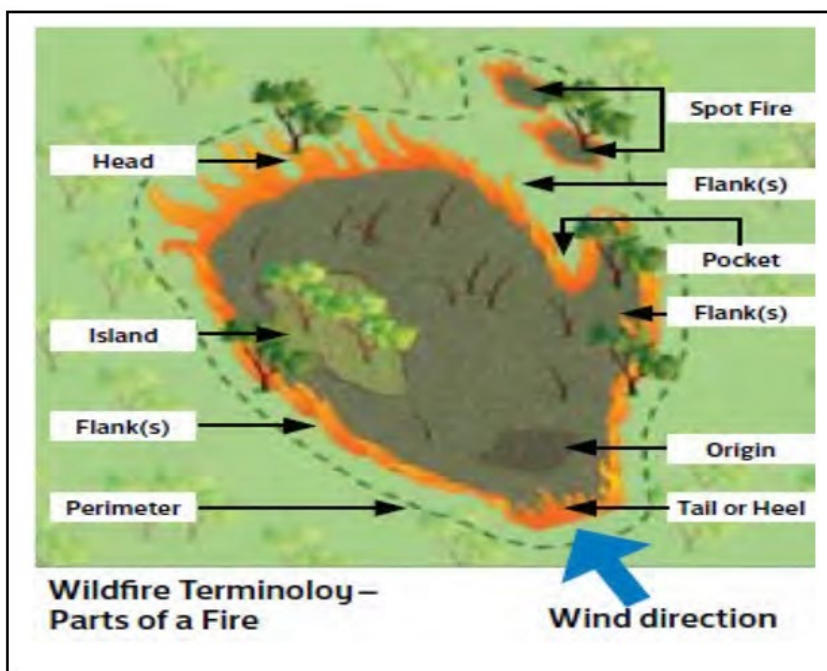 Spot Fire
Head
Flank(s)
Pocket
Flank(s)
Island
Flank(s)
Origin
Perimeter
Tail or Heel
Wildfire Terminoloy –
Parts of a Fire
Wind direction